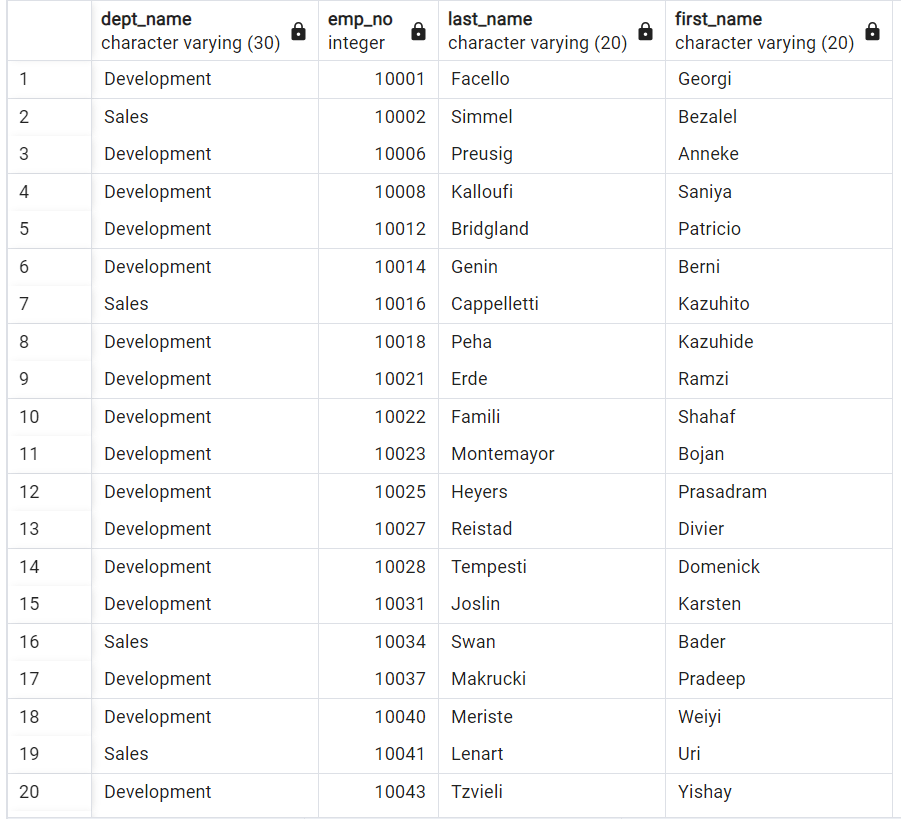 dept_name emp_no last_name first_name
character varying (30) integer character varying (20) character varying (20)
1 Development 10001 Facello Georgi
2 Sales 10002 Simmel Bezalel
3 Development 10006 Preusig Anneke
4 Development 10008 Kalloufi Saniya
5 Development 10012 Bridgland Patricio
6 Development 10014 Genin Berni
7 Sales 10016 Cappelletti Kazuhito
8 Development 10018 Peha Kazuhide
9 Development 10021 Erde Ramzi
10 Development 10022 Famili Shahaf
11 Development 10023 Montemayor Bojan
12 Development 10025 Heyers Prasadram
13 Development 10027 Reistad Divier
14 Development 10028 Tempesti Domenick
15 Development 10031 Joslin Karsten
16 Sales 10034 Swan Bader
17 Development 10037 Makrucki Pradeep
18 Development 10040 Meriste Weiyi
19 Sales 10041 Lenart Uri
20 Development 10043 Tzvieli Yishay